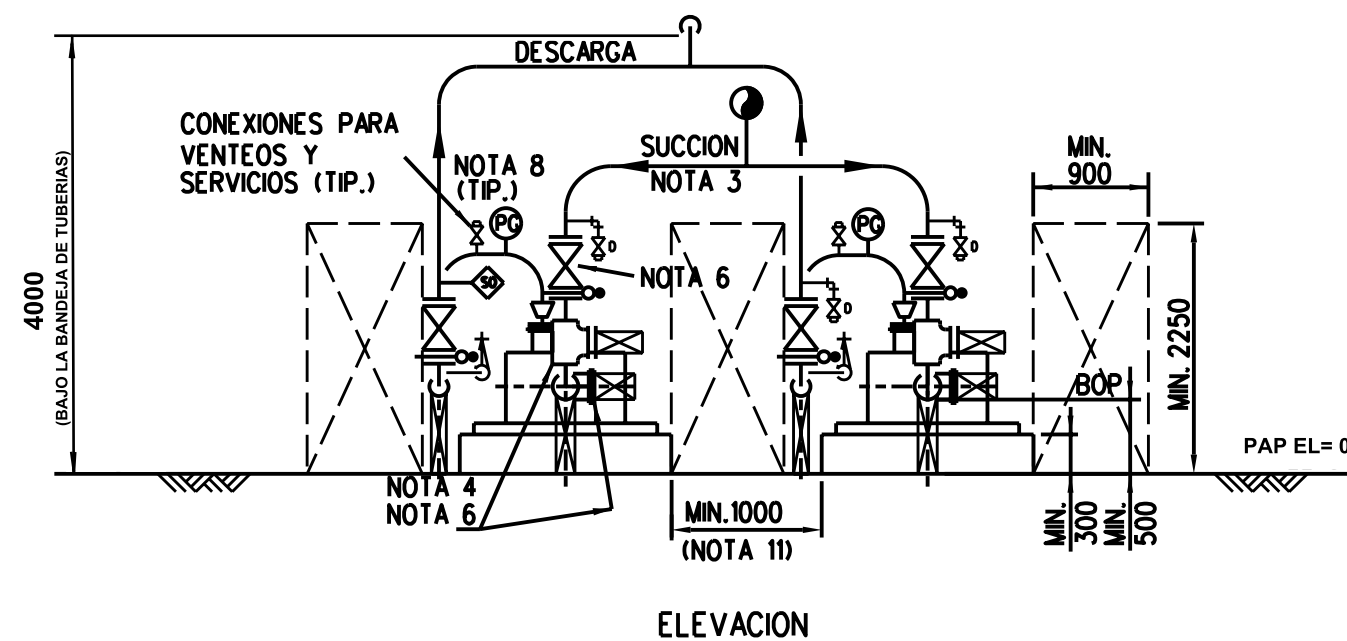 DESCARGA
CONEXIONES PARA
VENTEOS Y
SERVICIOS (TIP.)
NOTA 8
(TIP.)
SUCCION
NOTA 3
MIN.
900
PG
PG
D
D
NOTA 6
D
4000
(BAJO LA BANDEJA DE TUBERIAS)
MIN. 2250
BOP
PAP EL= 0
NOTA 4
NOTA 6
MIN.1000
(NOTA 11)
MIN.
300
MIN.
500
ELEVACION